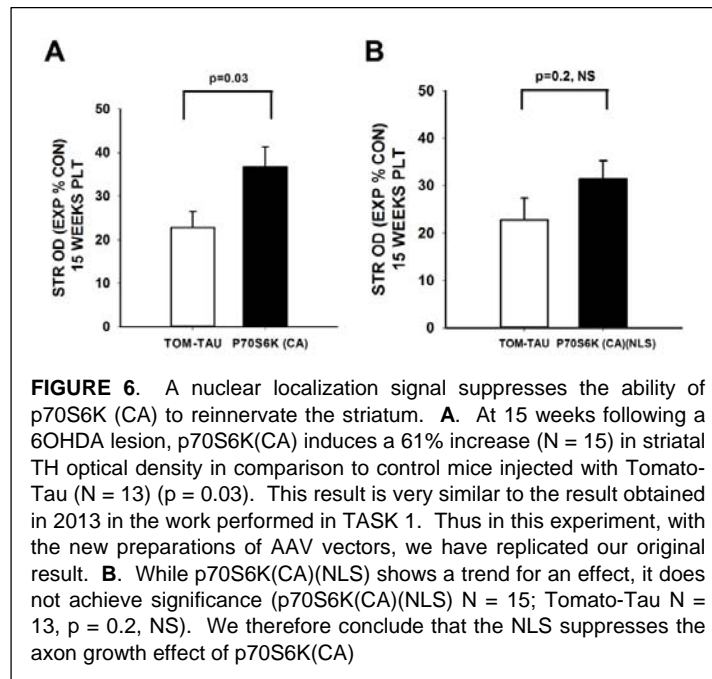 A
B
p=0.03
p=0.2, NS
STR OD (EXP % CON)
15 WEEKS PLT
50
40
30
20
10
0
TOM-TAU P70S6K (CA)
STR OD (EXP % CON)
15 WEEKS PLT
50
40
30
20
10
0
TOM-TAU P70S6K (CA)(NLS)
FIGURE 6. A nuclear localization signal suppresses the ability of
p70S6K (CA) to reinnervate the striatum. A. At 15 weeks following a
6OHDA lesion, p70S6K(CA) induces a 61% increase (N = 15) in striatal
TH optical density in comparison to control mice injected with Tomato-
Tau (N = 13) (p = 0.03). This result is very similar to the result obtained
in 2013 in the work performed in TASK 1. Thus in this experiment, with
the new preparations of AAV vectors, we have replicated our original
result. B. While p70S6K(CA)(NLS) shows a trend for an effect, it does
not achieve significance (p70S6K(CA)(NLS) N = 15; Tomato-Tau N =
13, p = 0.2, NS). We therefore conclude that the NLS suppresses the
axon growth effect of p70S6K(CA)